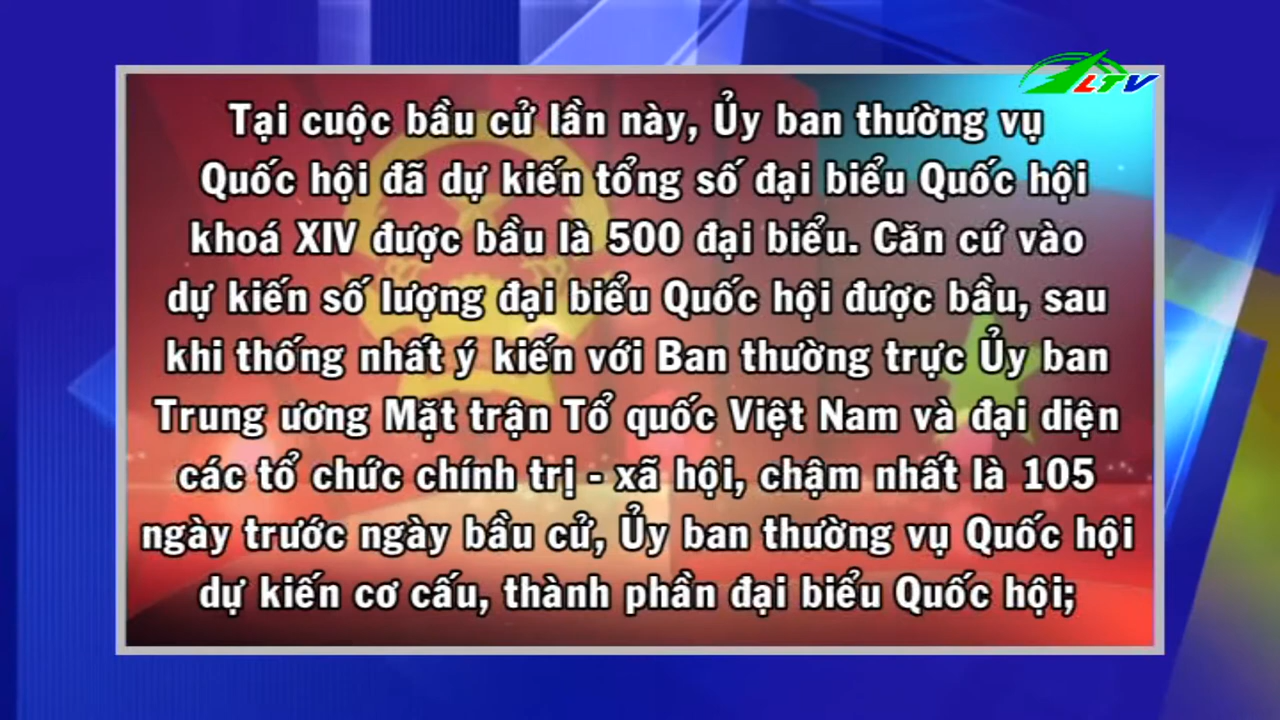 LTV
Tại cuộc bầu cử lần này, Ủy ban thường vụ
Quốc hội đã dự kiến tổng số đại biểu Quốc hội
khoá XIV được bầu là 500 đại biểu. Căn cứ vào
dự kiến số lượng đại biểu Quốc hội được bầu, sau
khi thống nhất ý kiến với Ban thường trực Ủy ban
Trung ương Mặt trận Tổ quốc Việt Nam và đại diện
các tổ chức chính trị - xã hội, chậm nhất là 105
ngày trước ngày bầu cử, Ủy ban thường vụ Quốc hội
dự kiến cơ cấu, thành phần đại biểu Quốc hội;